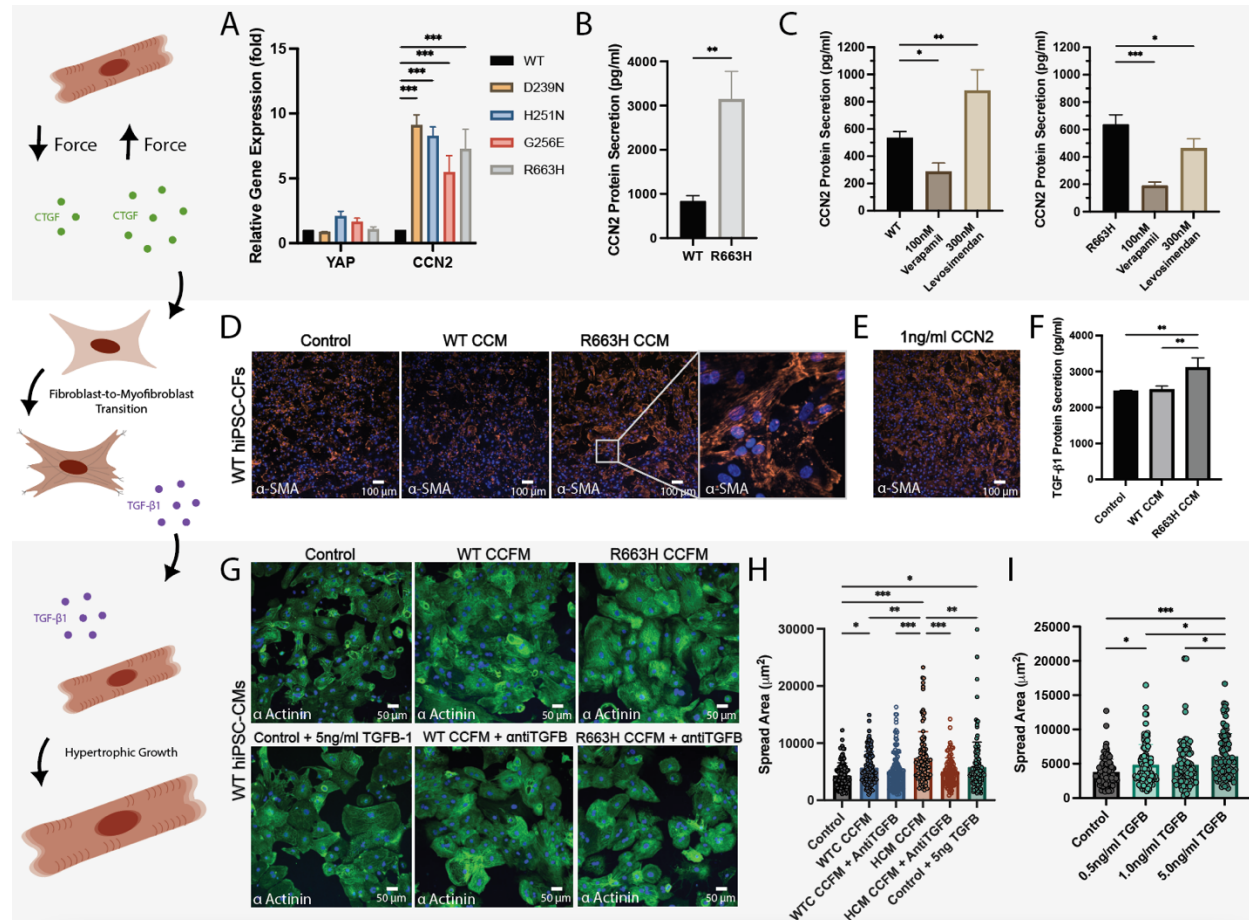 Force
Force
CTGF
CTGF
Fibroblast-to-Myofibroblast
Transition
TGF-β1
TGF-β1
Hypertrophic Growth
A
Relative Gene Expression (fold)
15
10
5
0
***
***
***
***
YAP
CCN2
WT
D239N
H251N
G256E
R663H
B
CCN2 Protein Secretion (pg/ml)
4000
3000
2000
1000
0
**
WT
R663H
C
CCN2 Protein Secretion (pg/ml)
1200
1000
800
600
400
200
0
**
*
WT
100nM
Verapamil
300nM
Levosimendan
CCN2 Protein Secretion (pg/ml)
1200
1000
800
600
400
200
0
*
***
R663H
100nM
Verapamil
300nM
Levosimendan
D
WT hiPSC-CFs
Control
WT CCM
R663H CCM
α-SMA
100 µm
α-SMA
100 µm
α-SMA
100 µm
α-SMA
E
1ng/ml CCN2
α-SMA
100 µm
F
TGF-β1 Protein Secretion (pg/ml)
4000
3000
2000
1000
0
**
**
Control
WT CCM
R663H CCM
G
WT hiPSC-CMs
Control
WT CCFM
R663H CCFM
α Actinin
50 µm
α Actinin
50 µm
α Actinin
50 µm
Control + 5ng/ml TGFB-1
WT CCFM + αntiTGFB
R663H CCFM + αntiTGFB
α Actinin
50 µm
α Actinin
50 µm
α Actinin
50 µm
H
Spread Area (µm²)
30000
25000
20000
15000
10000
5000
0
*
***
**
**
*
***
***
Control
WTC CCFM
WTC CCFM + AntiTGFB
HCM CCFM
HCM CCFM + AntiTGFB
Control + 5ng TGFB
I
Spread Area (µm²)
25000
20000
15000
10000
5000
0
***
*
*
*
Control
0.5ng/ml TGFB
1.0ng/ml TGFB
5.0ng/ml TGFB